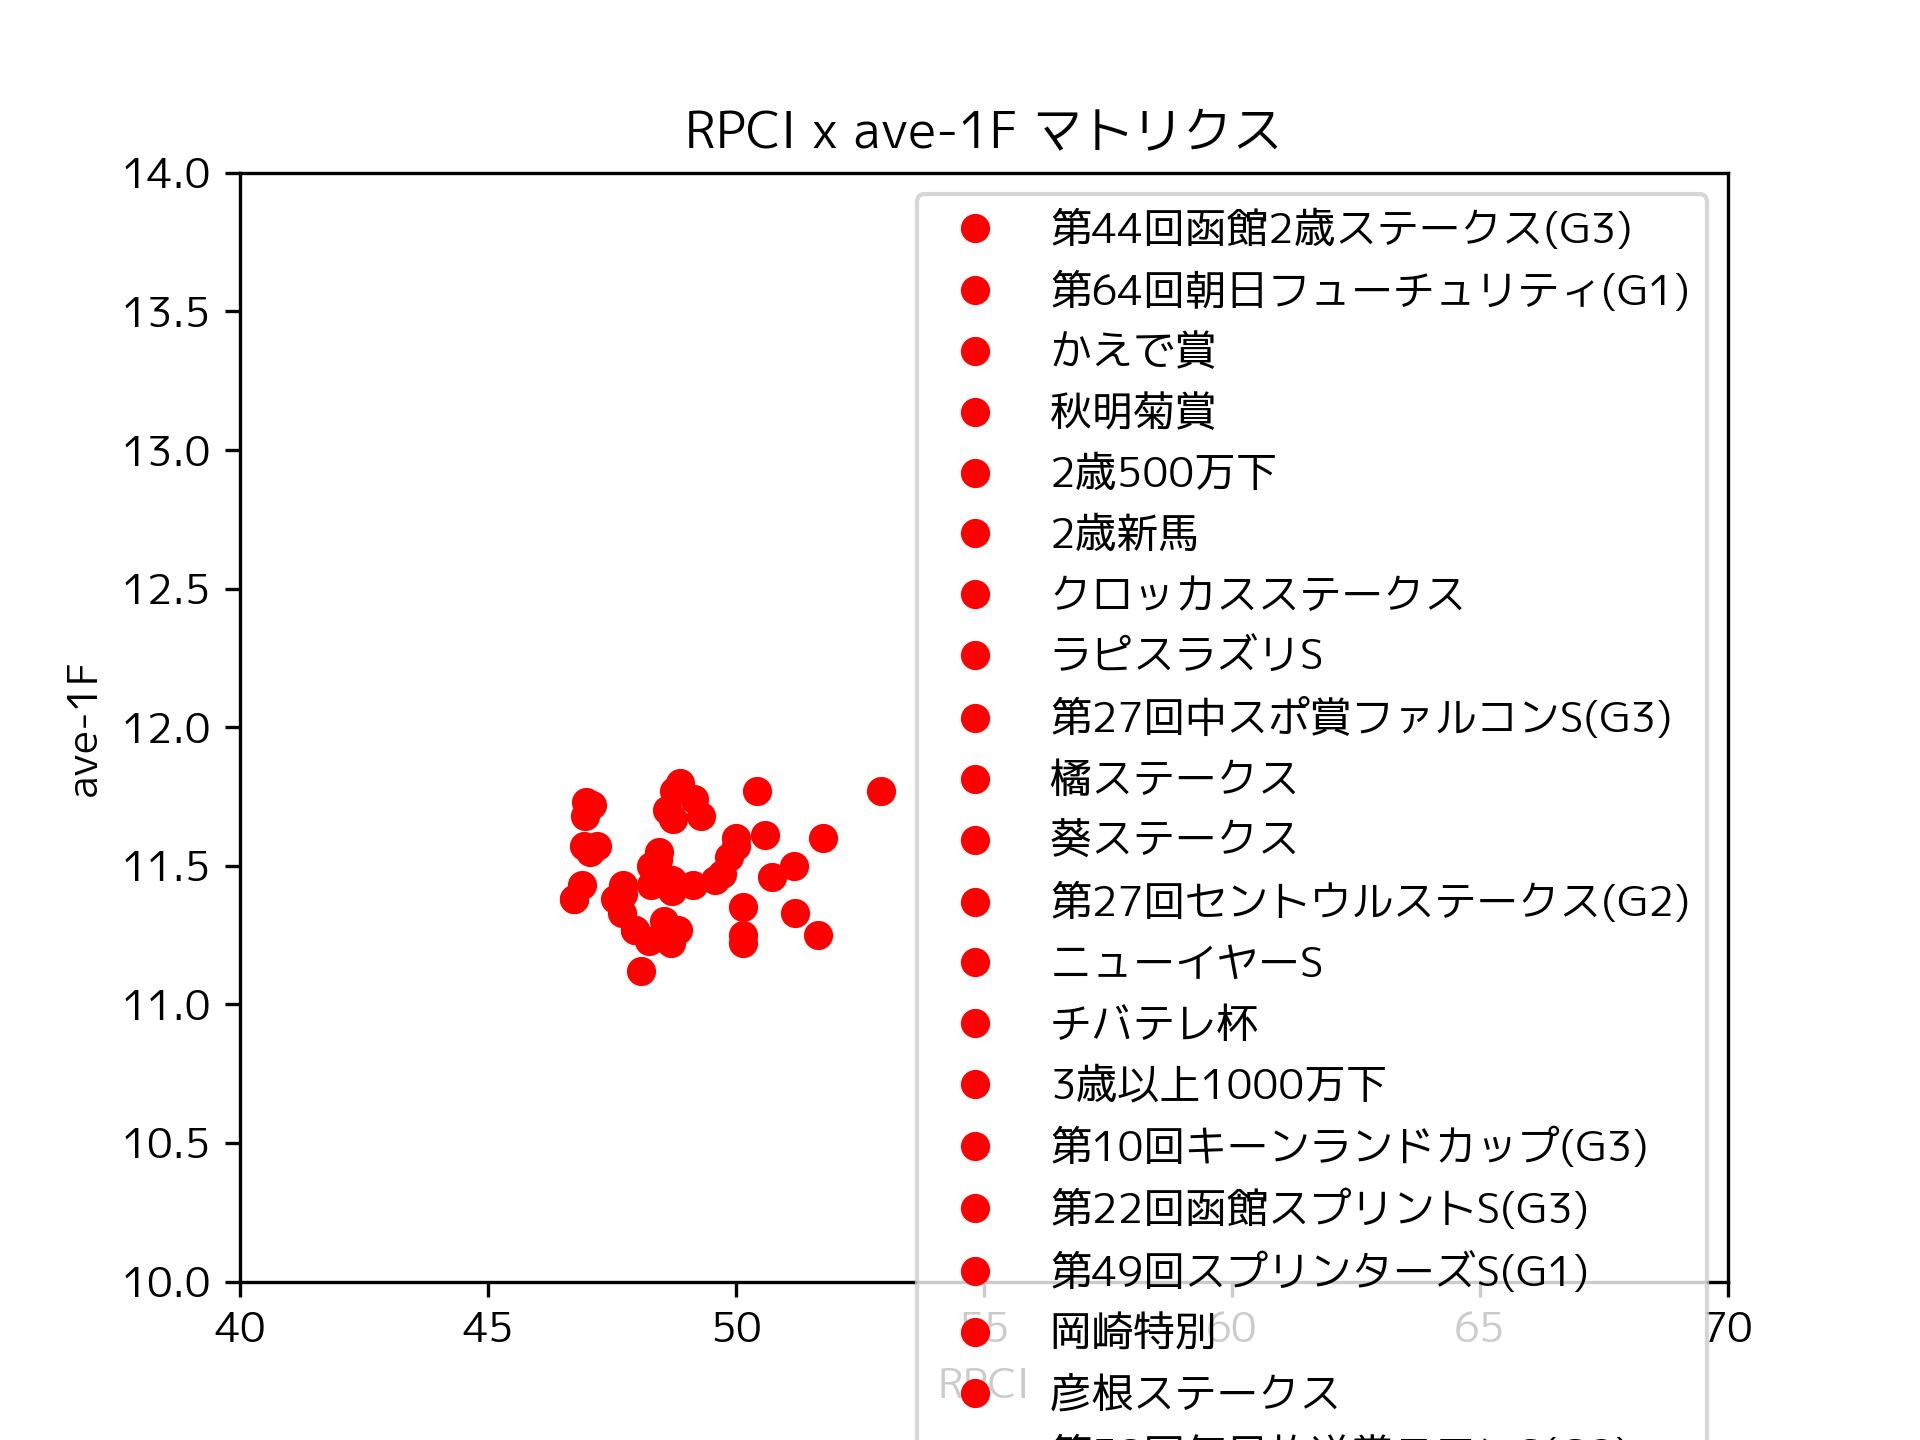 RPCI x ave-1F マトリクス
14.0
13.5
13.0
12.5
12.0
11.5
11.0
10.5
10.0
ave-1F
40
45
50
55
60
65
70
RPCI
第44回函館2歳ステークス(G3)
第64回朝日フューチュリティ(G1)
かえで賞
秋明菊賞
2歳500万下
2歳新馬
クロッカスステークス
ラピスラズリS
第27回中スポ賞ファルコンS(G3)
橘ステークス
葵ステークス
第27回セントウルステークス(G2)
ニューイヤーS
チバテレ杯
3歳以上1000万下
第10回キーンランドカップ(G3)
第22回函館スプリントS(G3)
第49回スプリンターズS(G1)
岡崎特別
彦根ステークス